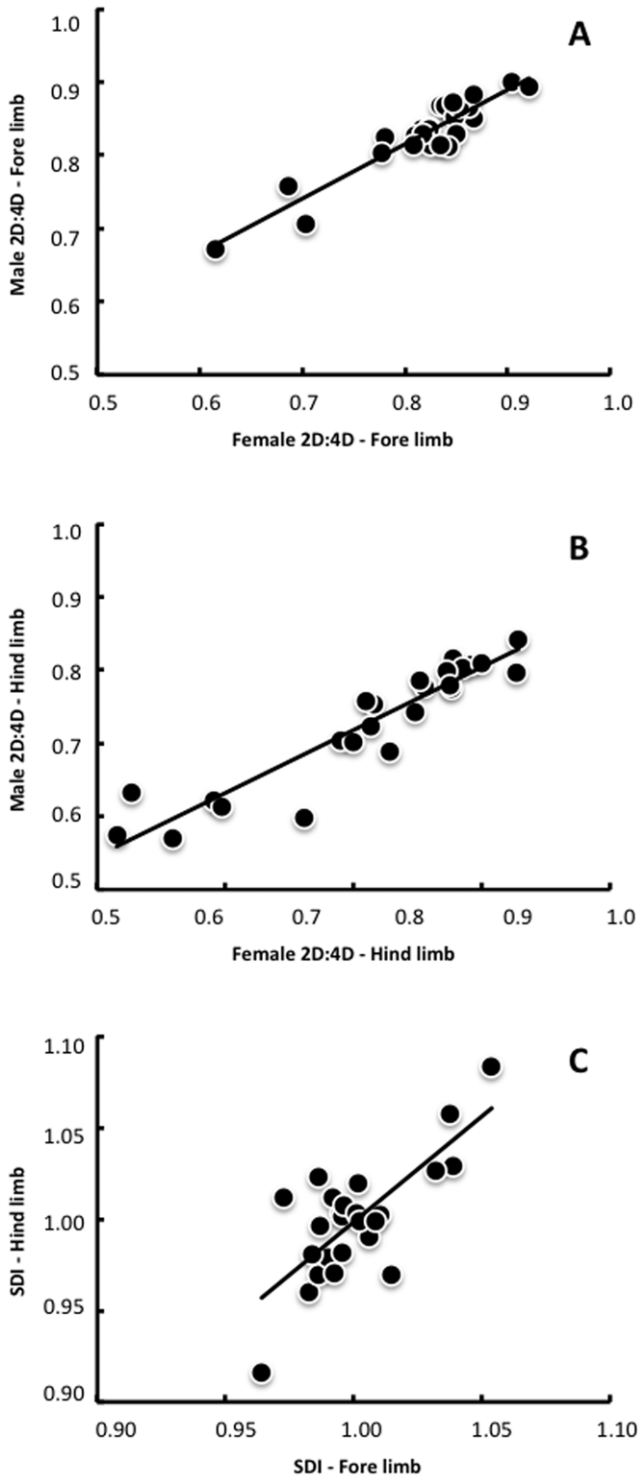 A
1.0
0.9
0.8
0.7
0.6
0.5
Male 2D:4D - Fore limb
0.5 0.6 0.7 0.8 0.9 1.0
Female 2D:4D - Fore limb
B
1.0
0.9
0.8
0.7
0.6
0.5
Male 2D:4D - Hind limb
0.5 0.6 0.7 0.8 0.9 1.0
Female 2D:4D - Hind limb
C
1.10
1.05
1.00
0.95
0.90
SDI - Hind limb
0.90 0.95 1.00 1.05 1.10
SDI - Fore limb